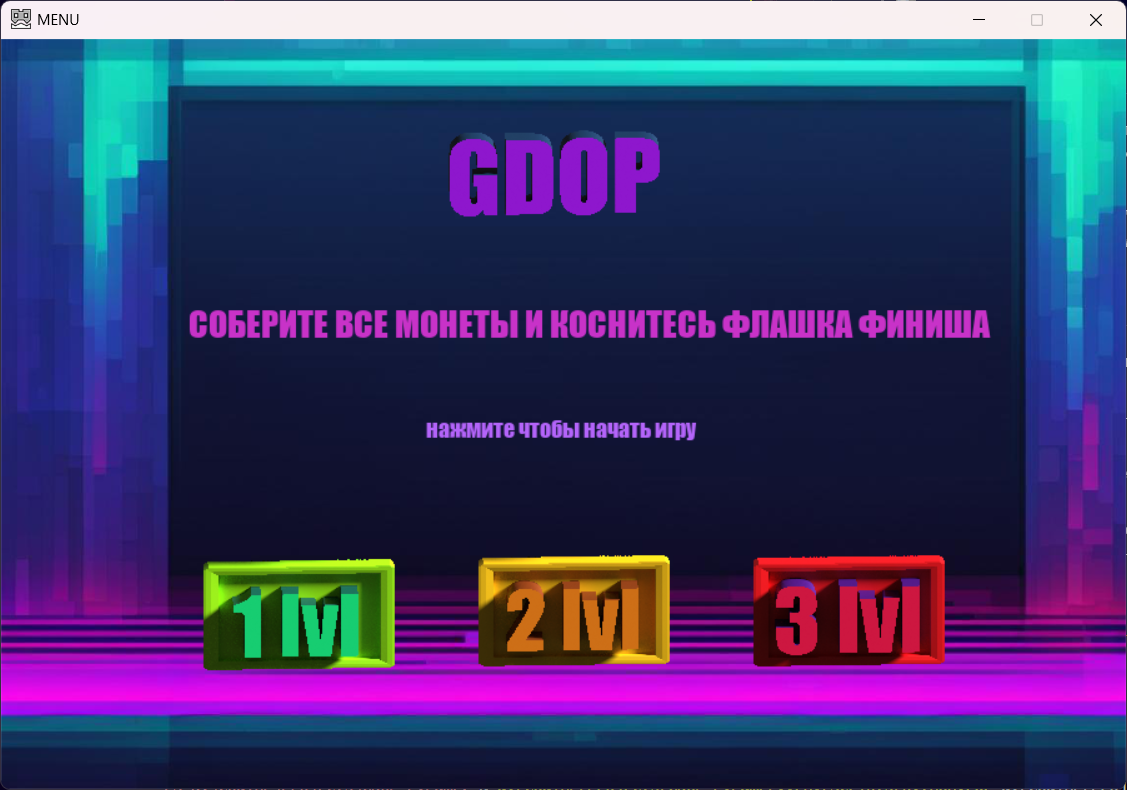 MENU
GDOP
СОБЕРИТЕ ВСЕ МОНЕТЫ И КОСНИТЕСЬ ФЛАШКА ФИНИША
нажмите чтобы начать игру
1 lvl 2 lvl 3 lvl